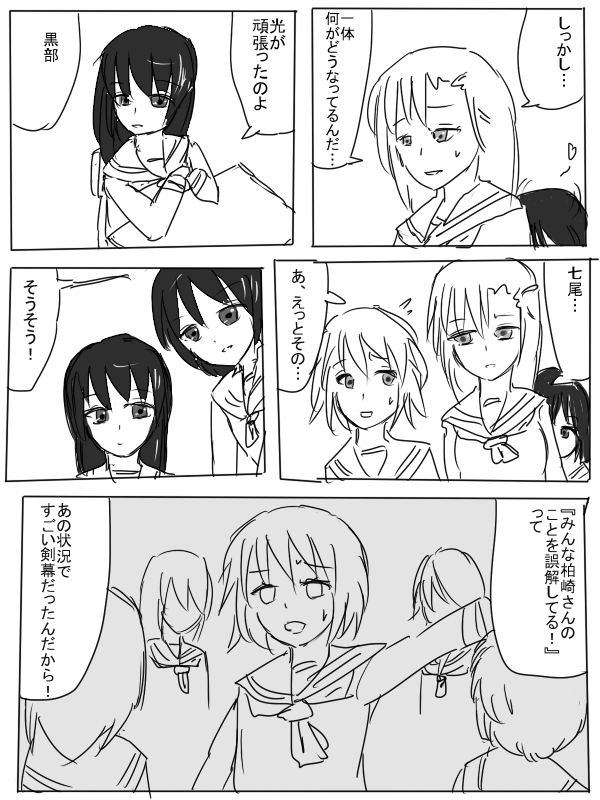 しっかし…
一体
何がどうなってるんだ…
光が
頑張ったのよ
黒部
七尾…
あ、えっとその…
そうそう！
『みんな柏崎さんの
ことを誤解してる！』
って
あの状況で
すごい剣幕だったんだから！